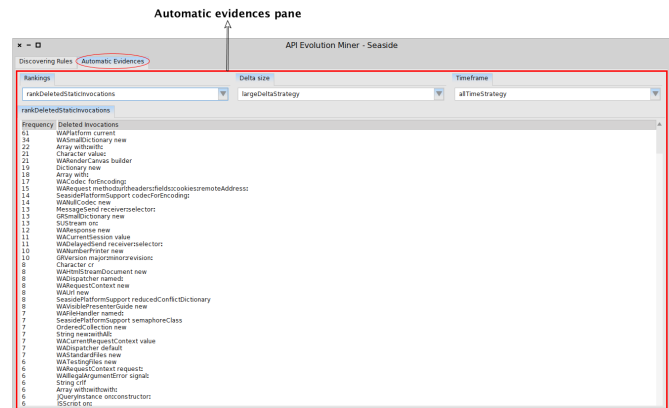 Automatic evidences pane
API Evolution Miner - Seaside
Discovering Rules Automatic Evidences
Rankings Delta size Timeframe
rankDeletedStaticInvocations largeDeltaStrategy allTimeStrategy
rankDeletedStaticInvocations
Frequency Deleted Invocations
61 WAPlatform current
34 WASmallDictionary new
22 Array with:with:
21 Character value:
21 WARenderCanvas builder
19 Dictionary new
18 Array with:
17 WACodec forEncoding:
15 WARequest method:url:headers:fields:cookies:remoteAddress:
14 SeasidePlatformSupport codecForEncoding:
14 WANullCodec new
13 MessageSend receiver:selector:
13 GRSmallDictionary new
13 SUStream on:
12 WAResponse new
11 WACurrentSession value
11 WADelayedSend receiver:selector:
10 WANumberPrinter new
10 GRVersion major:minor:revision:
8 Character cr
8 WAHtmlStreamDocument new
8 WADispatcher named:
8 WARequestContext new
8 WAUrl new
8 SeasidePlatformSupport reducedConflictDictionary
8 WAVisiblePresenterGuide new
7 WAFileHandler named:
7 SeasidePlatformSupport semaphoreClass
7 OrderedCollection new
7 String new:withAll:
7 WACurrentRequestContext value
7 WADispatcher default
7 WAStandardFiles new
6 WATestingFiles new
6 WARequestContext request:
6 WAIllegalArgumentError signal:
6 String crlf
6 Array with:with:with:
6 JQueryInstance on:constructor:
6 JSScript on: